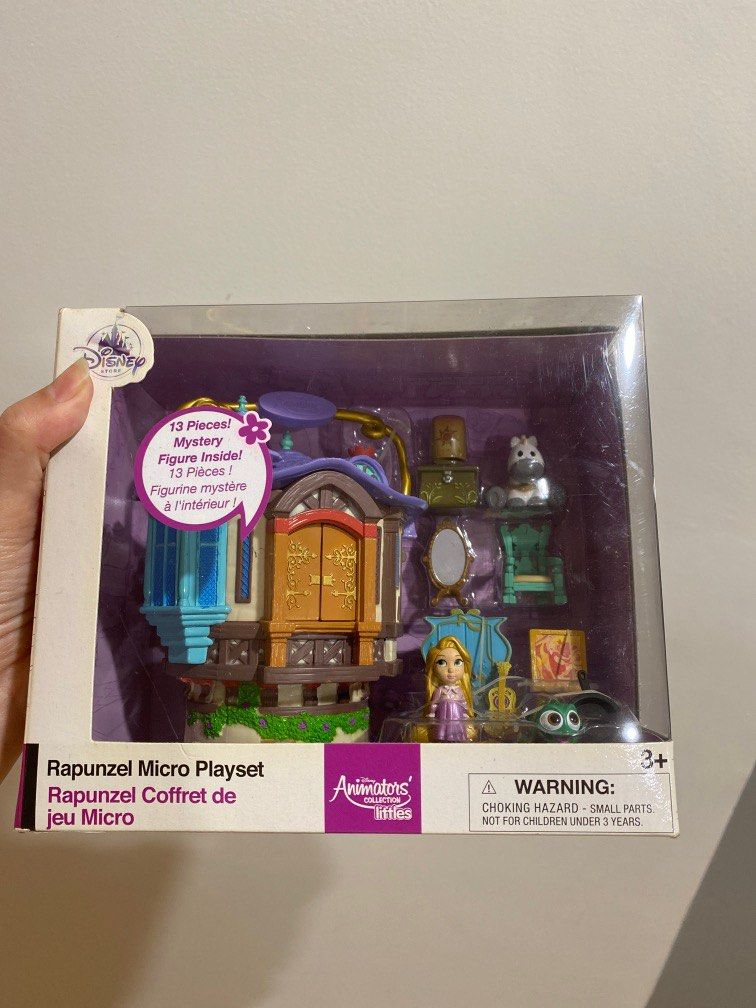 Disney
STORE
13 Pieces!
Mystery
Figure Inside!
13 Pièces !
Figurine mystère
à l'intérieur !
Rapunzel Micro Playset
Rapunzel Coffret de
jeu Micro
Disney
Animators'
COLLECTION
littles
3+
⚠ WARNING:
CHOKING HAZARD - SMALL PARTS.
NOT FOR CHILDREN UNDER 3 YEARS.